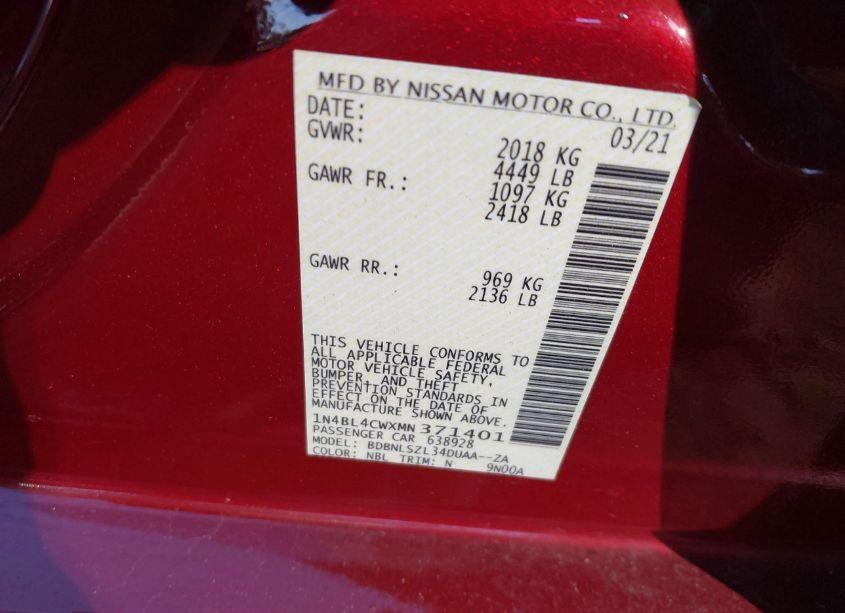 MFD BY NISSAN MOTOR CO., LTD.
DATE: 03/21
GVWR: 2018 KG
4449 LB
GAWR FR.: 1097 KG
2418 LB
GAWR RR.: 969 KG
2136 LB
THIS VEHICLE CONFORMS TO
ALL APPLICABLE FEDERAL
MOTOR VEHICLE SAFETY,
BUMPER, AND THEFT
PREVENTION STANDARDS IN
EFFECT ON THE DATE OF
MANUFACTURE SHOWN ABOVE.
1N4BL4CWXMN371401
PASSENGER CAR 638928
MODEL: BDBNLSZL34DUAA--ZA
COLOR: NBL TRIM: N 9N00A